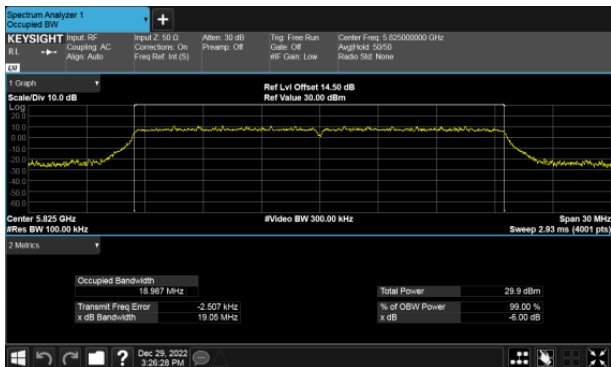 Spectrum Analyzer 1
Occupied BW
+
KEYSIGHT Input: RF Input Z: 50 Ω Atten: 30 dB Trig: Free Run Center Freq: 5.825000000 GHz
R L Coupling: AC Corrections: On Preamp: Off Gate: Off Avg|Hold: 50/50
Align: Auto Freq Ref: Int (S) #IF Gain: Low Radio Std: None
1 Graph Ref Lvl Offset 14.50 dB
Scale/Div 10.0 dB Ref Value 30.00 dBm
Log
20.0
10.0
0.00
-10.0
-20.0
-30.0
-40.0
-50.0
-60.0
Center 5.825 GHz #Video BW 300.00 kHz Span 30 MHz
#Res BW 100.00 kHz Sweep 2.93 ms (4001 pts)
2 Metrics
Occupied Bandwidth
18.987 MHz Total Power 29.9 dBm
Transmit Freq Error -2.507 kHz % of OBW Power 99.00 %
x dB Bandwidth 19.05 MHz x dB -6.00 dB
? Dec 29, 2022
3:26:28 PM